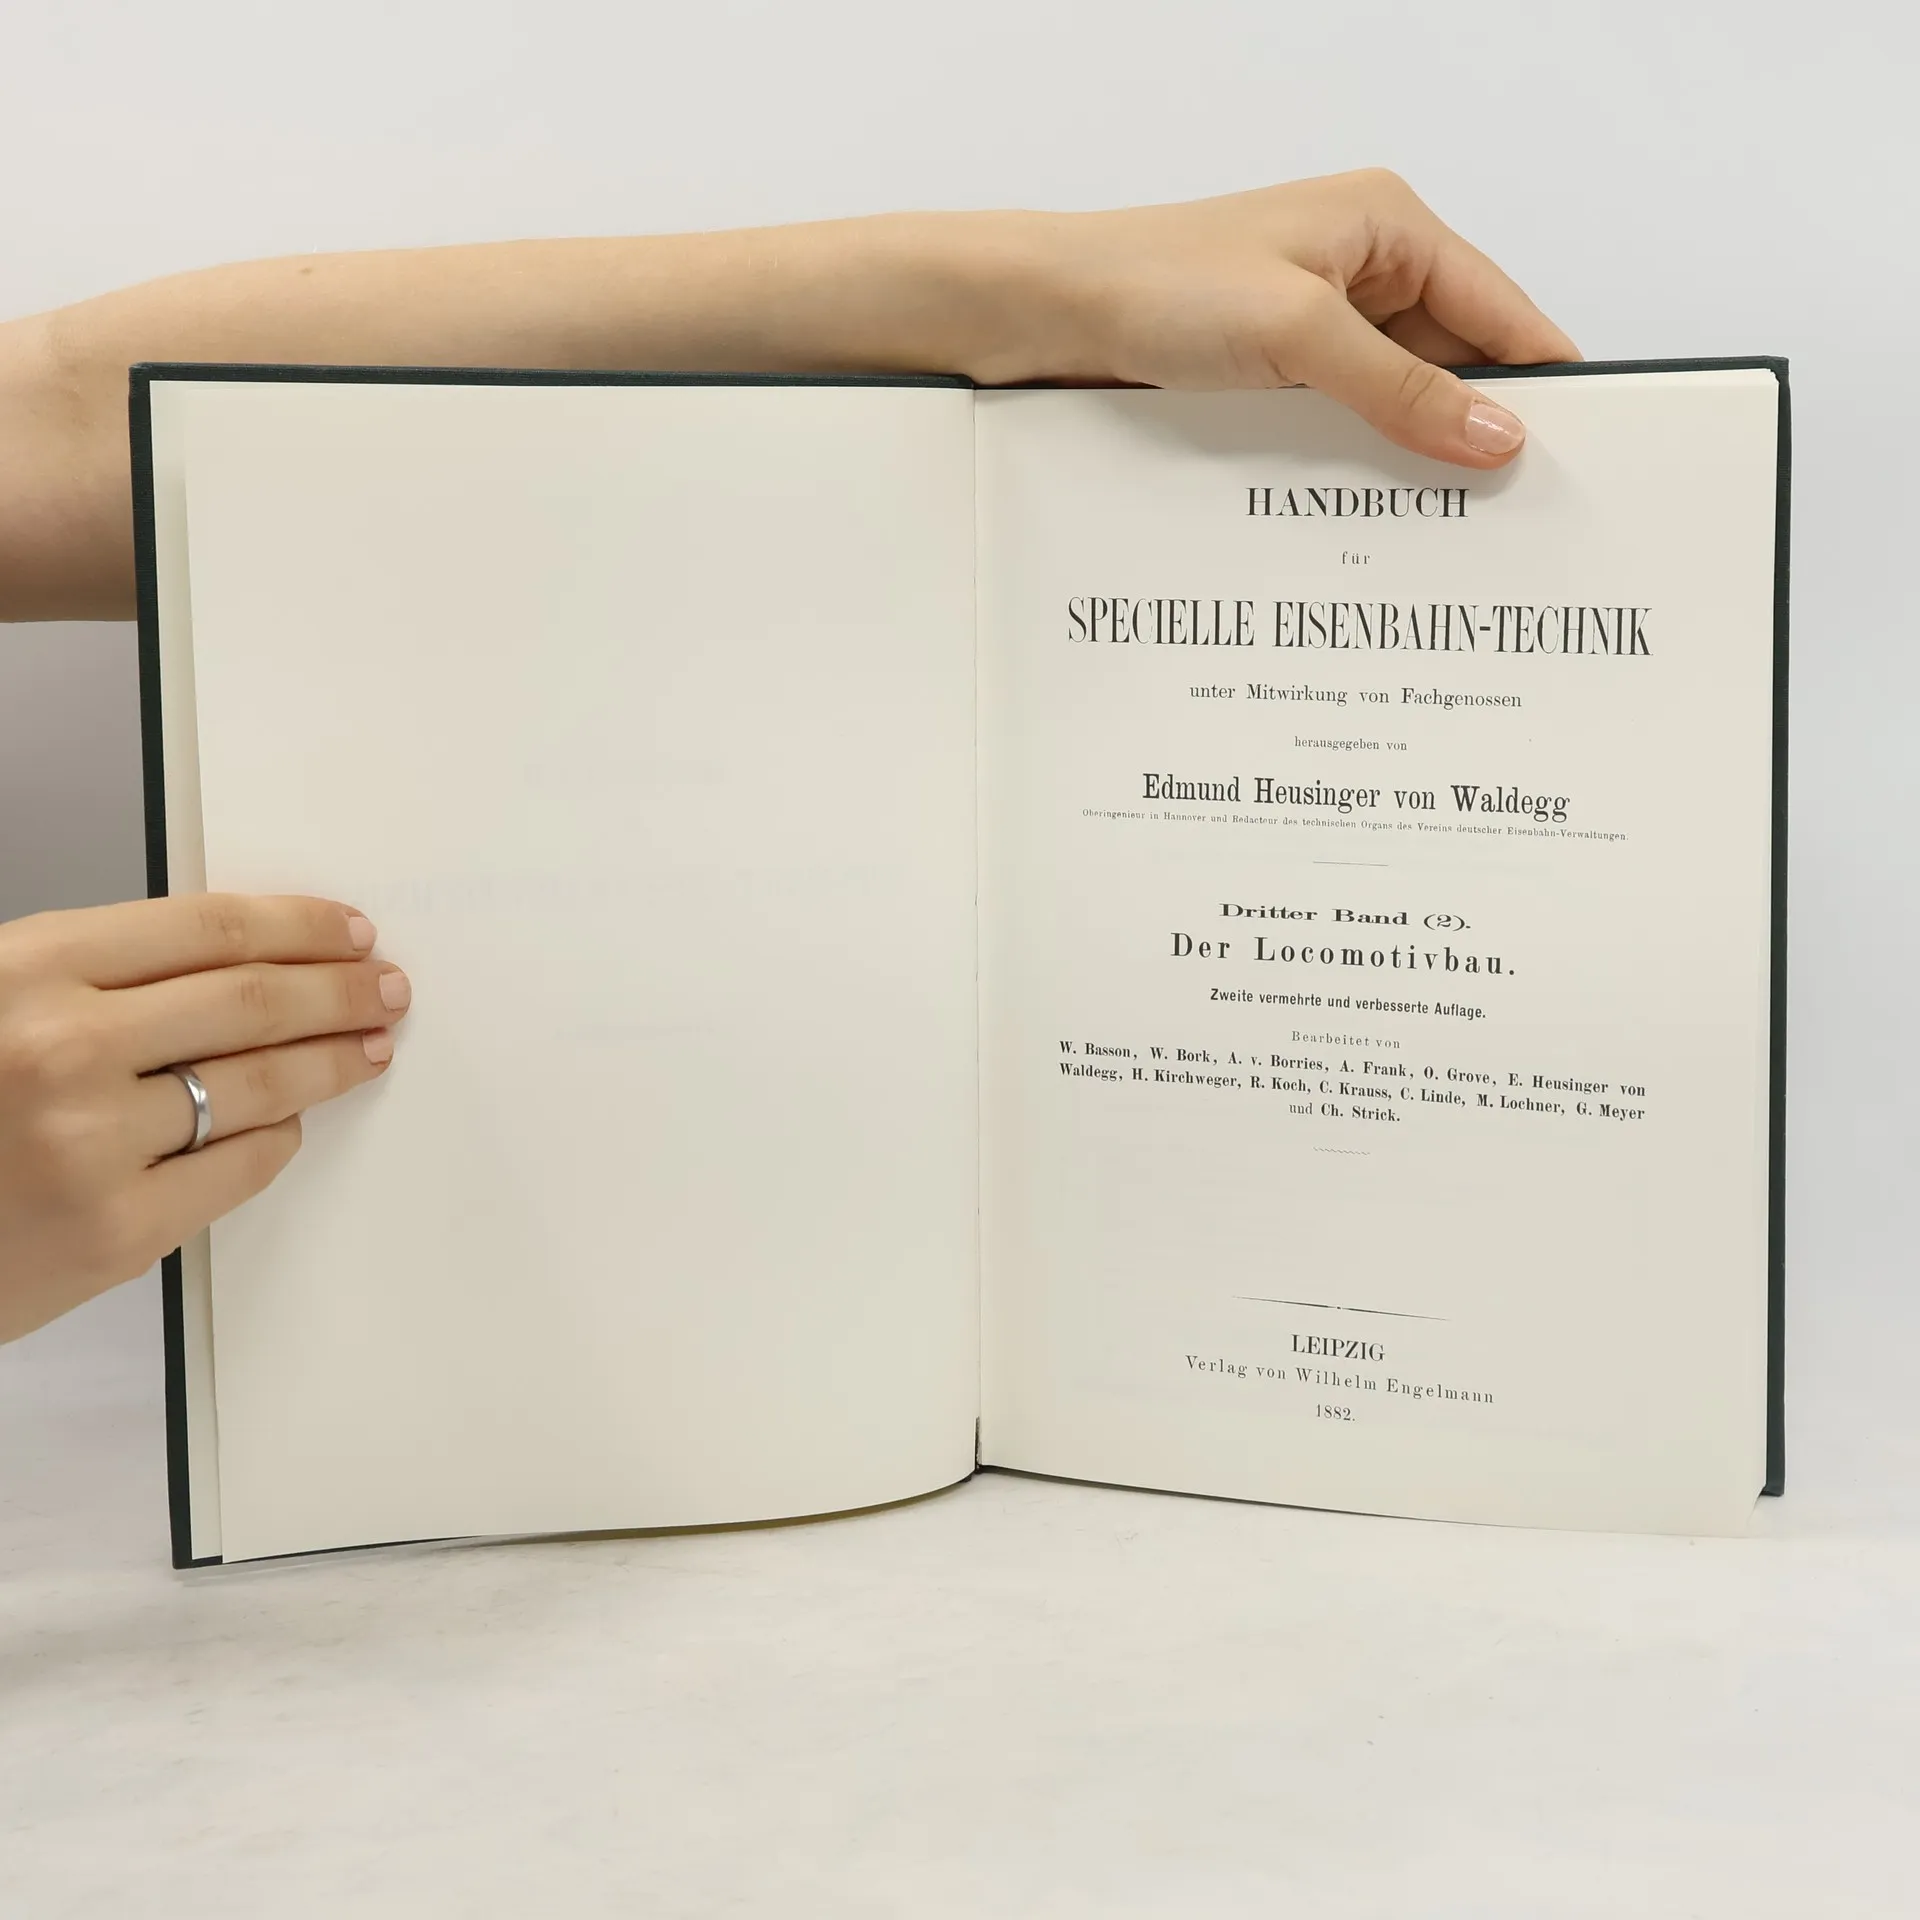 HANDBUCH
für
SPECIELLE EISENBAHN-TECHNIK
unter Mitwirkung von Fachgenossen
herausgegeben von
Edmund Heusinger von Waldegg
Oberingenieur in Hannover und Redacteur des technischen Organs des Vereins deutscher Eisenbahn-Verwaltungen.
Dritter Band (2).
Der Locomotivbau.
Zweite vermehrte und verbesserte Auflage.
Bearbeitet von
W. Basson, W. Bork, A. v. Borries, A. Frank, O. Grove, E. Heusinger von
Waldegg, H. Kirchweger, R. Koch, C. Krauss, C. Linde, M. Lochner, G. Meyer
und Ch. Strick.
LEIPZIG
Verlag von Wilhelm Engelmann
1882.